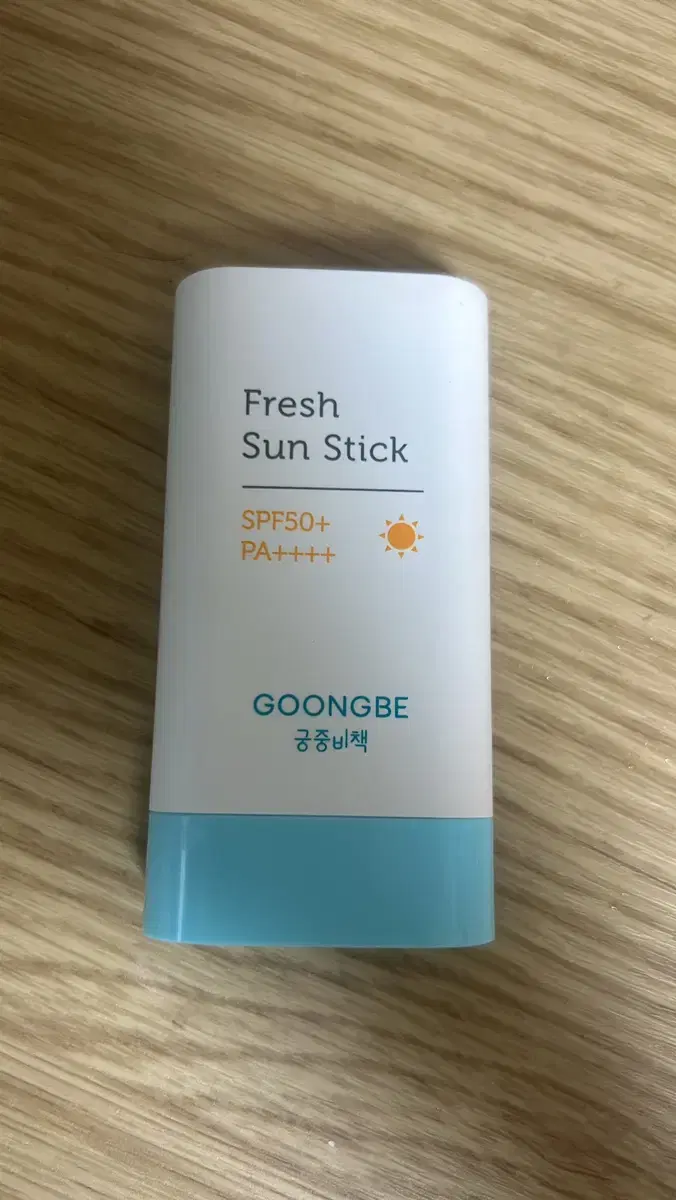 Fresh
Sun Stick
SPF50+
PA++++
GOONGBE
궁중비책